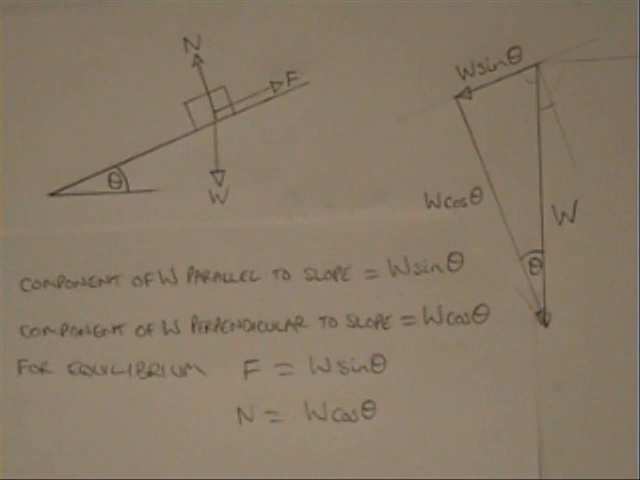 N
F
θ
W
Wsinθ
Wcosθ
W
θ
COMPONENT OF W PARALLEL TO SLOPE = Wsinθ
COMPONENT OF W PERPENDICULAR TO SLOPE = Wcosθ
FOR EQUILIBRIUM F = Wsinθ
N = Wcosθ